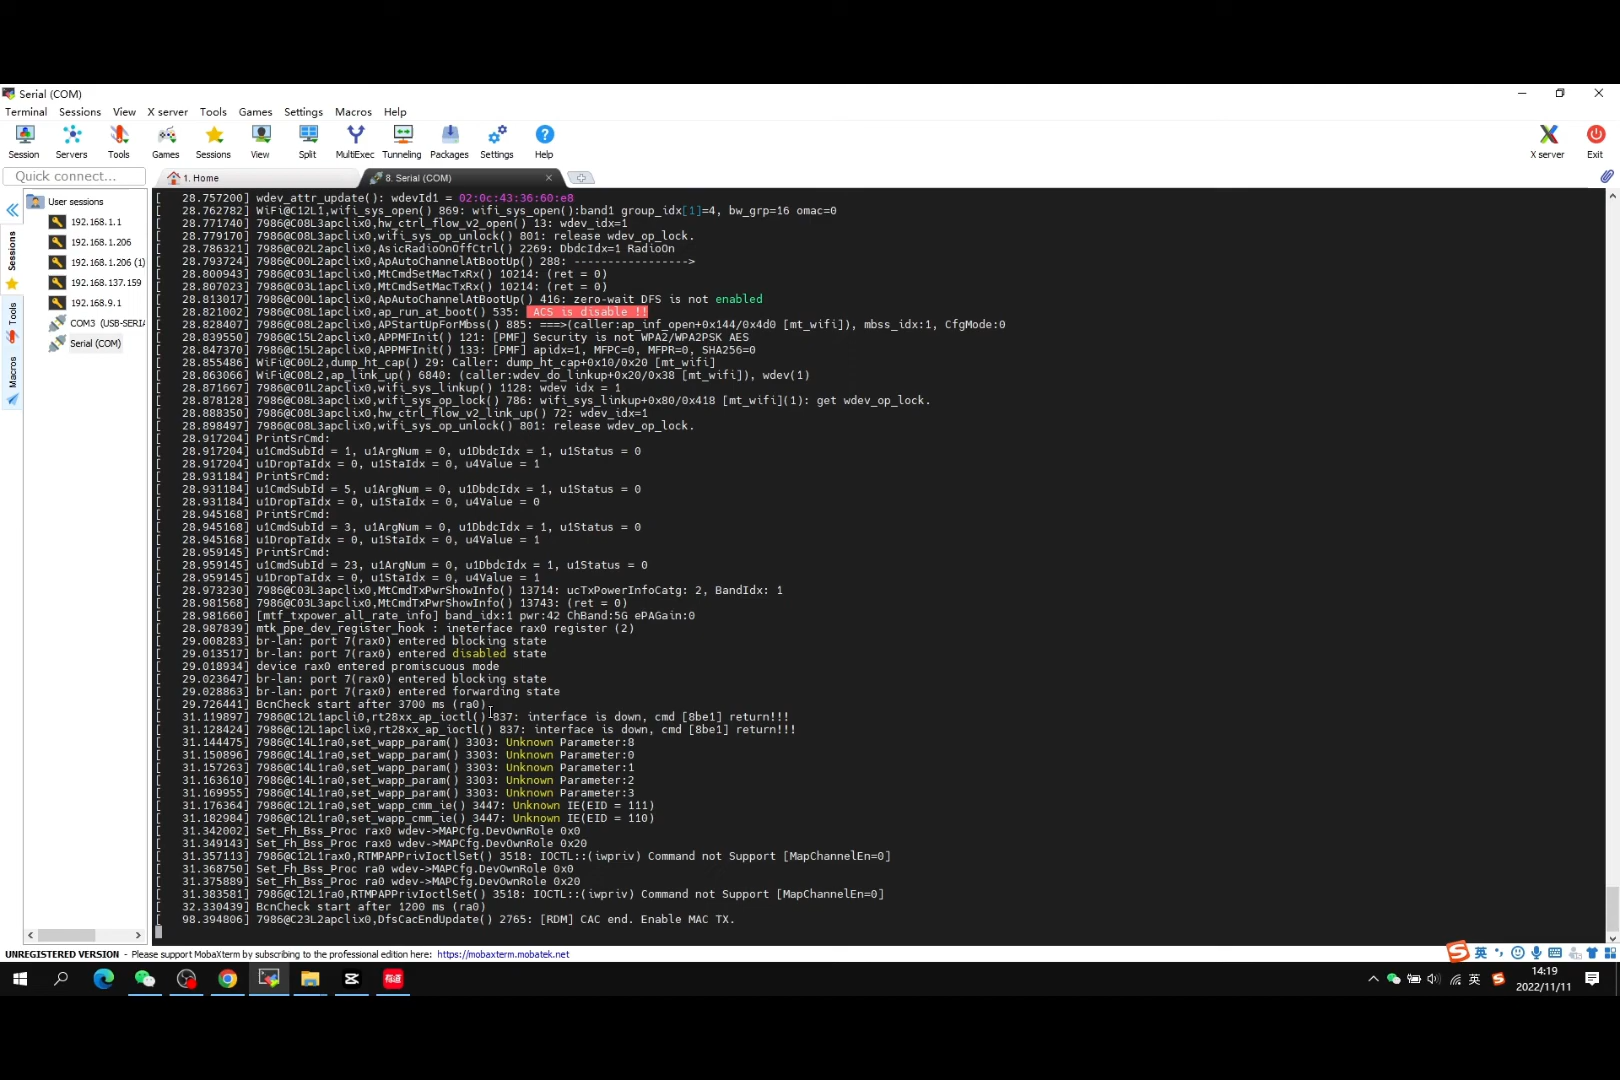 Serial (COM)
Terminal Sessions View X server Tools Games Settings Macros Help
Session Servers Tools Games Sessions View Split MultiExec Tunneling Packages Settings Help X server Exit
Quick connect...
1. Home
8. Serial (COM)
Sessions
Tools
Macros
User sessions
192.168.1.1
192.168.1.206
192.168.1.206 (1)
192.168.137.159
192.168.9.1
COM3 (USB-SERIA
Serial (COM)
[   28.757200] wdev_attr_update(): wdevId1 = 02:0c:43:36:60:e8
[   28.762782] WiFi@C12L1,wifi_sys_open() 869: wifi_sys_open():band1 group_idx[1]=4, bw_grp=16 omac=0
[   28.771740] 7986@C08L3apclix0,hw_ctrl_flow_v2_open() 13: wdev_idx=1
[   28.779170] 7986@C08L3apclix0,wifi_sys_op_unlock() 801: release wdev_op_lock.
[   28.786321] 7986@C02L2apclix0,AsicRadioOnOffCtrl() 2269: DbdcIdx=1 RadioOn
[   28.793724] 7986@C00L2apclix0,ApAutoChannelAtBootUp() 288: ----------------->
[   28.800943] 7986@C03L1apclix0,MtCmdSetMacTxRx() 10214: (ret = 0)
[   28.807023] 7986@C03L1apclix0,MtCmdSetMacTxRx() 10214: (ret = 0)
[   28.813017] 7986@C00L1apclix0,ApAutoChannelAtBootUp() 416: zero-wait DFS is not enabled
[   28.821002] 7986@C08L1apclix0,ap_run_at_boot() 535:  ACS is disable !!
[   28.828407] 7986@C08L2apclix0,APStartUpForMbss() 885: ===>(caller:ap_inf_open+0x144/0x4d0 [mt_wifi]), mbss_idx:1, CfgMode:0
[   28.839550] 7986@C15L2apclix0,APPMFInit() 121: [PMF] Security is not WPA2/WPA2PSK AES
[   28.847370] 7986@C15L2apclix0,APPMFInit() 133: [PMF] apidx=1, MFPC=0, MFPR=0, SHA256=0
[   28.855486] WiFi@C00L2,dump_ht_cap() 29: Caller: dump_ht_cap+0x10/0x20 [mt_wifi]
[   28.863066] WiFi@C02L2,ap_link_up() 6840: (caller:wdev_do_linkup+0x20/0x38 [mt_wifi]), wdev(1)
[   28.871667] 7986@C01L2apclix0,wifi_sys_linkup() 1128: wdev idx = 1
[   28.878128] 7986@C08L3apclix0,wifi_sys_op_lock() 786: wifi_sys_linkup+0x80/0x418 [mt_wifi](1): get wdev_op_lock.
[   28.888350] 7986@C08L3apclix0,hw_ctrl_flow_v2_link_up() 72: wdev_idx=1
[   28.898497] 7986@C08L3apclix0,wifi_sys_op_unlock() 801: release wdev_op_lock.
[   28.917204] PrintSrCmd:
[   28.917204] u1CmdSubId = 1, u1ArgNum = 0, u1DbdcIdx = 1, u1Status = 0
[   28.917204] u1DropTaIdx = 0, u1StaIdx = 0, u4Value = 1
[   28.931184] PrintSrCmd:
[   28.931184] u1CmdSubId = 5, u1ArgNum = 0, u1DbdcIdx = 1, u1Status = 0
[   28.931184] u1DropTaIdx = 0, u1StaIdx = 0, u4Value = 0
[   28.945168] PrintSrCmd:
[   28.945168] u1CmdSubId = 3, u1ArgNum = 0, u1DbdcIdx = 1, u1Status = 0
[   28.945168] u1DropTaIdx = 0, u1StaIdx = 0, u4Value = 1
[   28.959145] PrintSrCmd:
[   28.959145] u1CmdSubId = 23, u1ArgNum = 0, u1DbdcIdx = 1, u1Status = 0
[   28.959145] u1DropTaIdx = 0, u1StaIdx = 0, u4Value = 1
[   28.973230] 7986@C03L3apclix0,MtCmdTxPwrShowInfo() 13714: ucTxPowerInfoCatg: 2, BandIdx: 1
[   28.981568] 7986@C03L3apclix0,MtCmdTxPwrShowInfo() 13743: (ret = 0)
[   28.981660] [mtf_txpower_all_rate_info] band_idx:1 pwr:42 ChBand:5G ePAGain:0
[   28.987839] mtk_ppe_dev_register_hook : ineterface rax0 register (2)
[   29.008283] br-lan: port 7(rax0) entered blocking state
[   29.013517] br-lan: port 7(rax0) entered disabled state
[   29.018934] device rax0 entered promiscuous mode
[   29.023647] br-lan: port 7(rax0) entered blocking state
[   29.028863] br-lan: port 7(rax0) entered forwarding state
[   29.726441] BcnCheck start after 3700 ms (ra0)
[   31.119897] 7986@C12L1apcli0,rt28xx_ap_ioctl() 837: interface is down, cmd [8be1] return!!!
[   31.128424] 7986@C12L1apclix0,rt28xx_ap_ioctl() 837: interface is down, cmd [8be1] return!!!
[   31.144475] 7986@C14L1ra0,set_wapp_param() 3303: Unknown Parameter:8
[   31.150896] 7986@C14L1ra0,set_wapp_param() 3303: Unknown Parameter:0
[   31.157263] 7986@C14L1ra0,set_wapp_param() 3303: Unknown Parameter:1
[   31.163610] 7986@C14L1ra0,set_wapp_param() 3303: Unknown Parameter:2
[   31.169955] 7986@C14L1ra0,set_wapp_param() 3303: Unknown Parameter:3
[   31.176364] 7986@C12L1ra0,set_wapp_cmm_ie() 3447: Unknown IE(EID = 111)
[   31.182984] 7986@C12L1ra0,set_wapp_cmm_ie() 3447: Unknown IE(EID = 110)
[   31.342002] Set_Fh_Bss_Proc rax0 wdev->MAPCfg.DevOwnRole 0x0
[   31.349143] Set_Fh_Bss_Proc rax0 wdev->MAPCfg.DevOwnRole 0x20
[   31.357113] 7986@C12L1rax0,RTMPAPPrivIoctlSet() 3518: IOCTL::(iwpriv) Command not Support [MapChannelEn=0]
[   31.368750] Set_Fh_Bss_Proc ra0 wdev->MAPCfg.DevOwnRole 0x0
[   31.375889] Set_Fh_Bss_Proc ra0 wdev->MAPCfg.DevOwnRole 0x20
[   31.383581] 7986@C12L1ra0,RTMPAPPrivIoctlSet() 3518: IOCTL::(iwpriv) Command not Support [MapChannelEn=0]
[   32.330439] BcnCheck start after 1200 ms (ra0)
[   98.394806] 7986@C23L2apclix0,DfsCacEndUpdate() 2765: [RDM] CAC end. Enable MAC TX.
UNREGISTERED VERSION - Please support MobaXterm by subscribing to the professional edition here: https://mobaxterm.mobatek.net
英
有道
英
14:19
2022/11/11